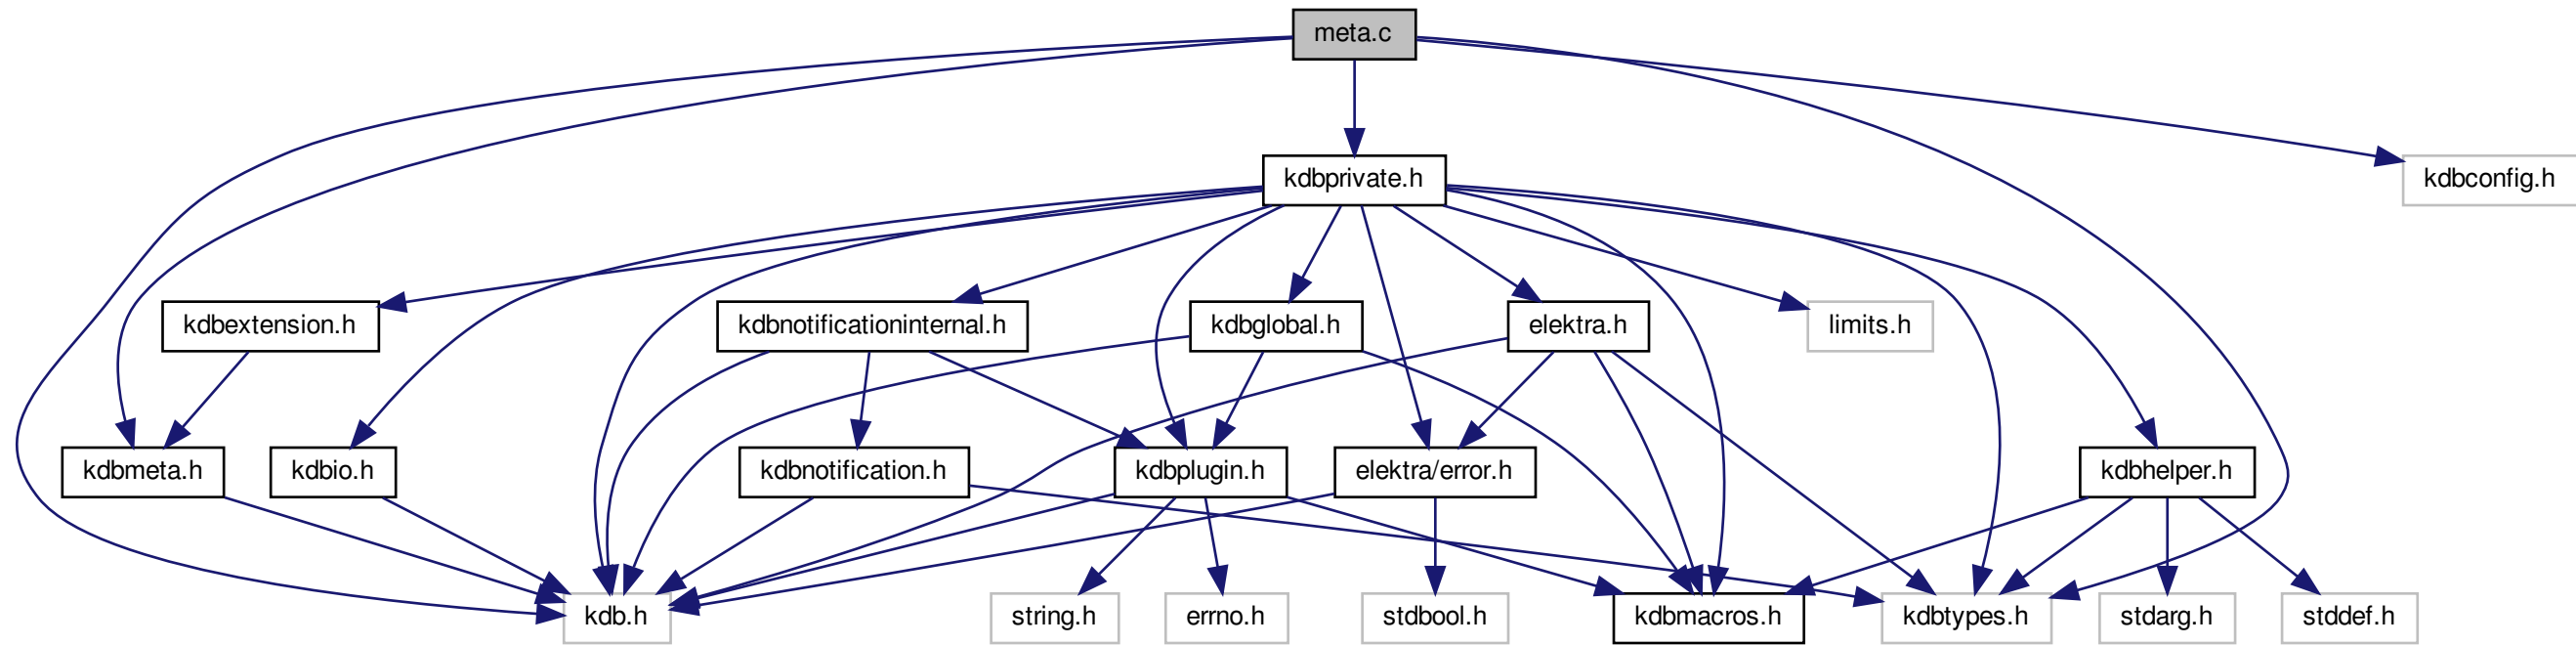 meta.c
kdbprivate.h
kdbconfig.h
kdbextension.h
kdbnotificationinternal.h
kdbglobal.h
elektra.h
limits.h
kdbmeta.h
kdbio.h
kdbnotification.h
kdbplugin.h
elektra/error.h
kdbhelper.h
kdb.h
string.h
errno.h
stdbool.h
kdbmacros.h
kdbtypes.h
stdarg.h
stddef.h